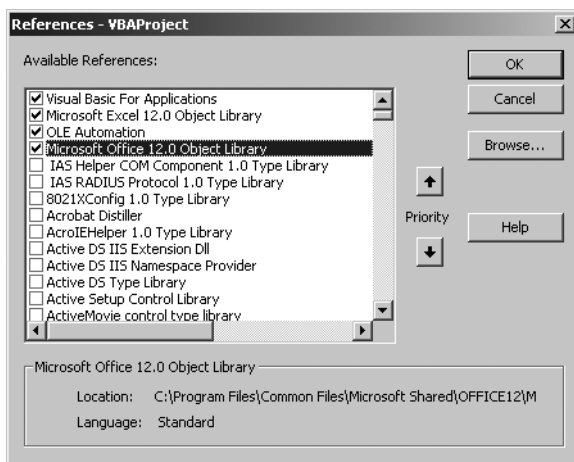 References - VBAProject
Available References:
Visual Basic For Applications
Microsoft Excel 12.0 Object Library
OLE Automation
Microsoft Office 12.0 Object Library
IAS Helper COM Component 1.0 Type Library
IAS RADIUS Protocol 1.0 Type Library
8021XConfig 1.0 Type Library
Acrobat Distiller
AcroIEHelper 1.0 Type Library
Active DS IIS Extension Dll
Active DS IIS Namespace Provider
Active DS Type Library
Active Setup Control Library
ActiveMovie control type library
OK
Cancel
Browse...
Priority
Help
Microsoft Office 12.0 Object Library
Location: C:\Program Files\Common Files\Microsoft Shared\OFFICE12\M
Language: Standard